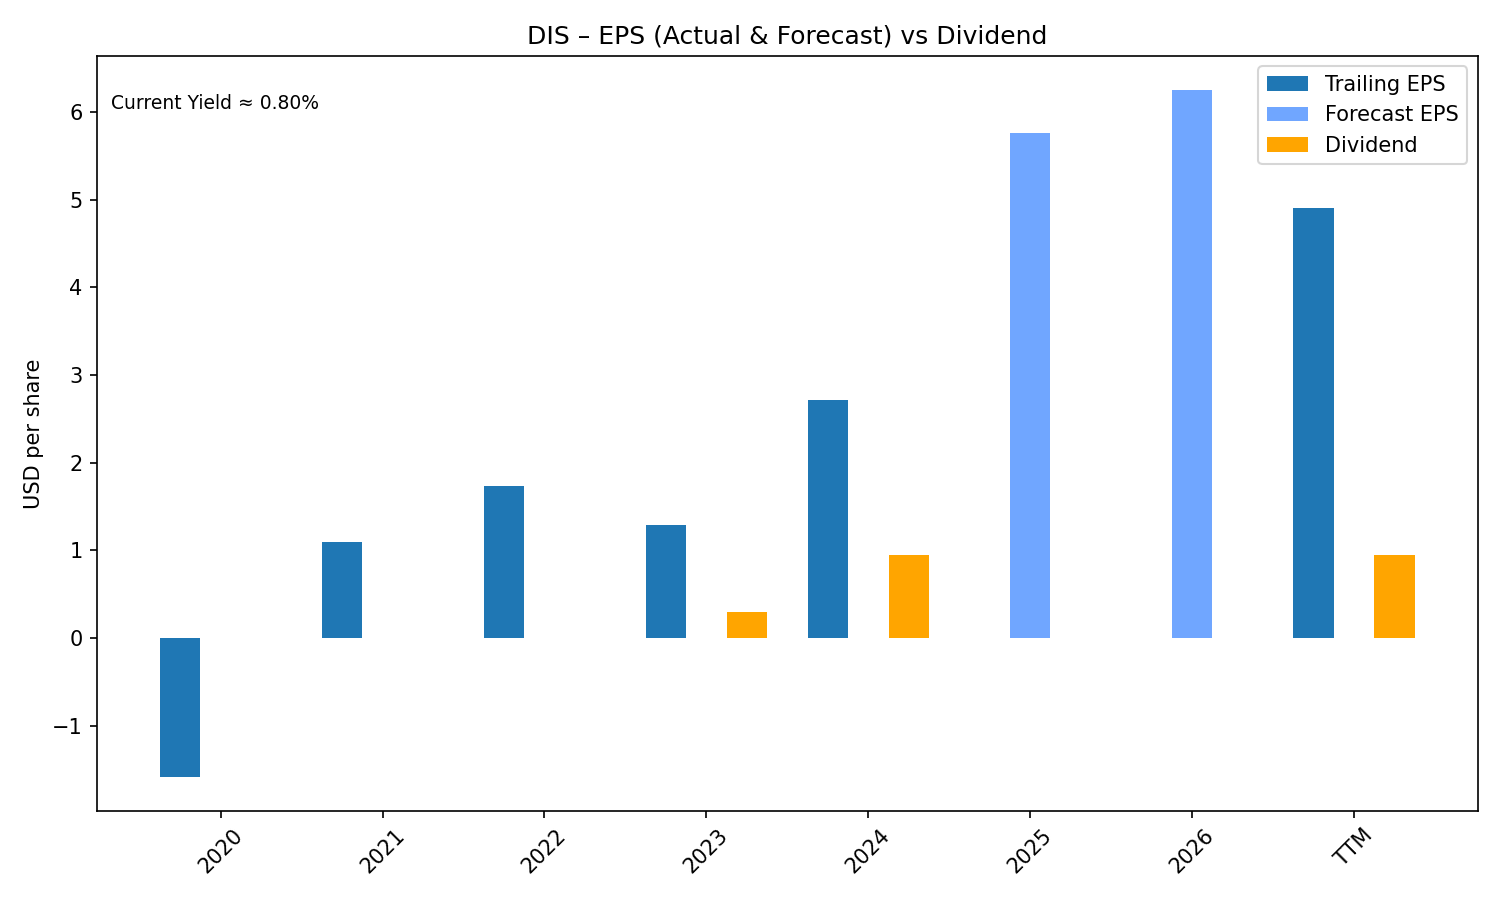 DIS – EPS (Actual & Forecast) vs Dividend
Current Yield ≈ 0.80%
Trailing EPS
Forecast EPS
Dividend
USD per share
6
5
4
3
2
1
0
−1
2020
2021
2022
2023
2024
2025
2026
TTM